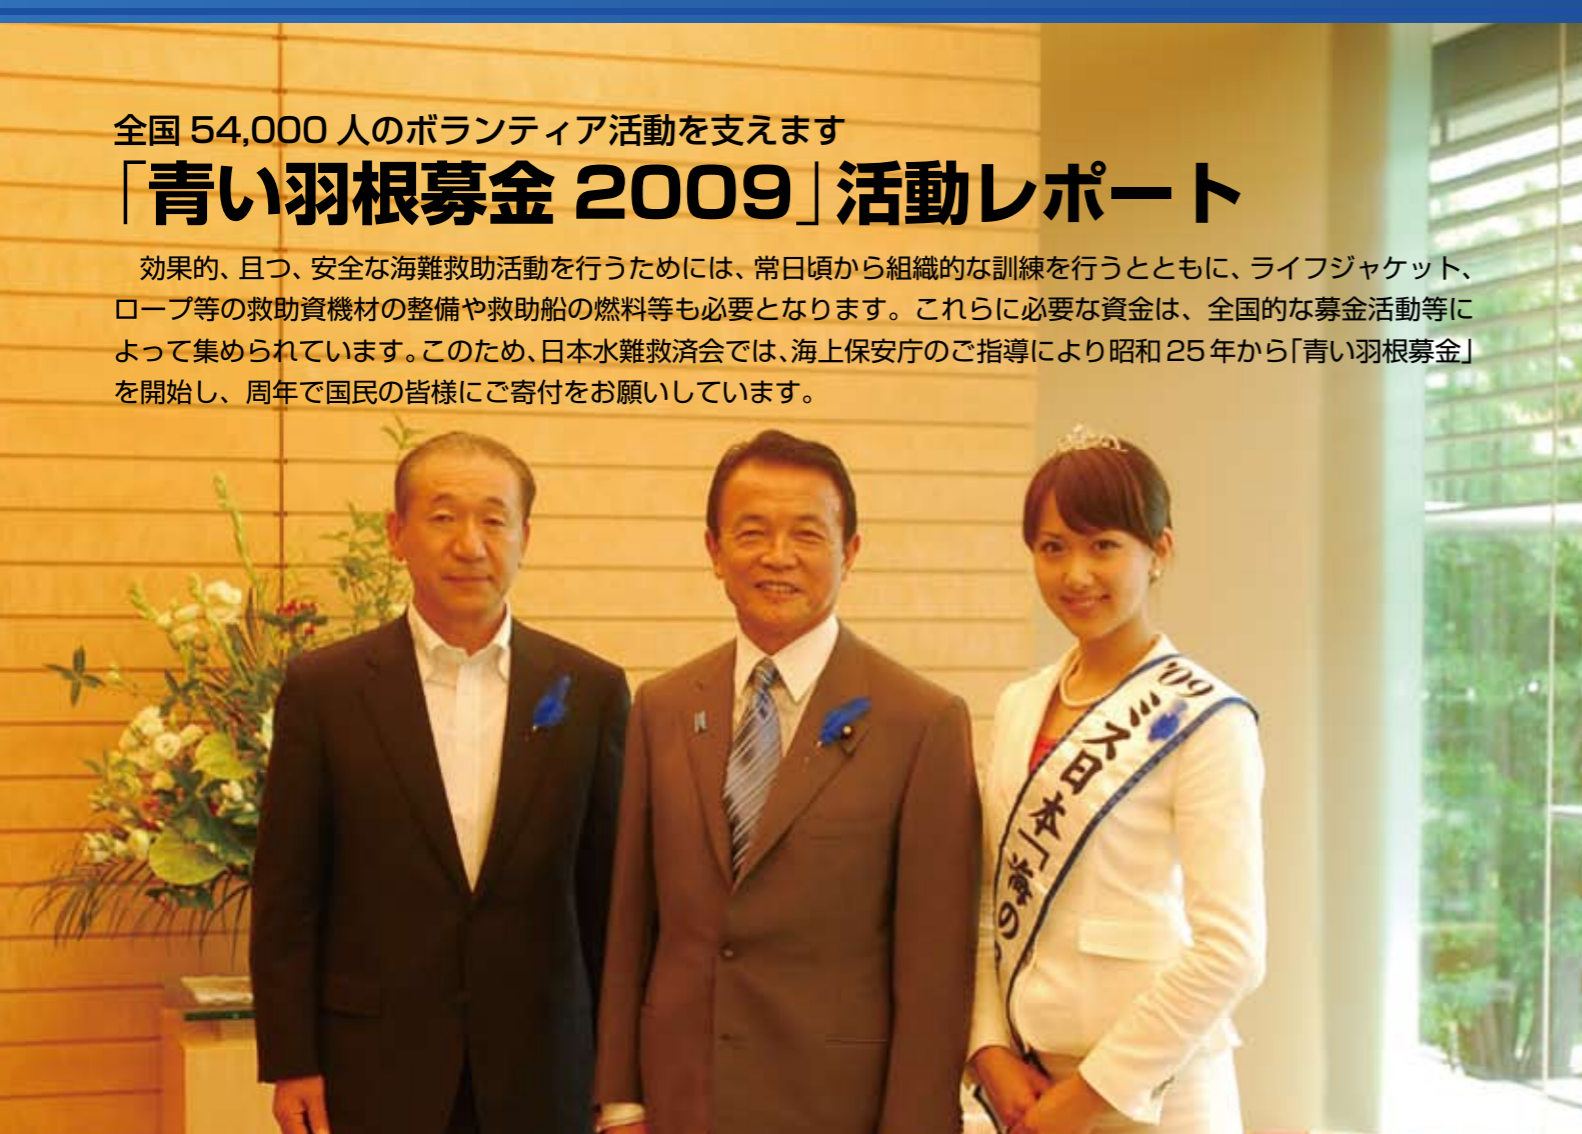 全国 54,000 人のボランティア活動を支えます
「青い羽根募金 2009」活動レポート
効果的、且つ、安全な海難救助活動を行うためには、常日頃から組織的な訓練を行うとともに、ライフジャケット、
ロープ等の救助資機材の整備や救助船の燃料等も必要となります。これらに必要な資金は、全国的な募金活動等に
よって集められています。このため、日本水難救済会では、海上保安庁のご指導により昭和25年から「青い羽根募金」
を開始し、周年で国民の皆様にご寄付をお願いしています。
'09 ミス日本「海の